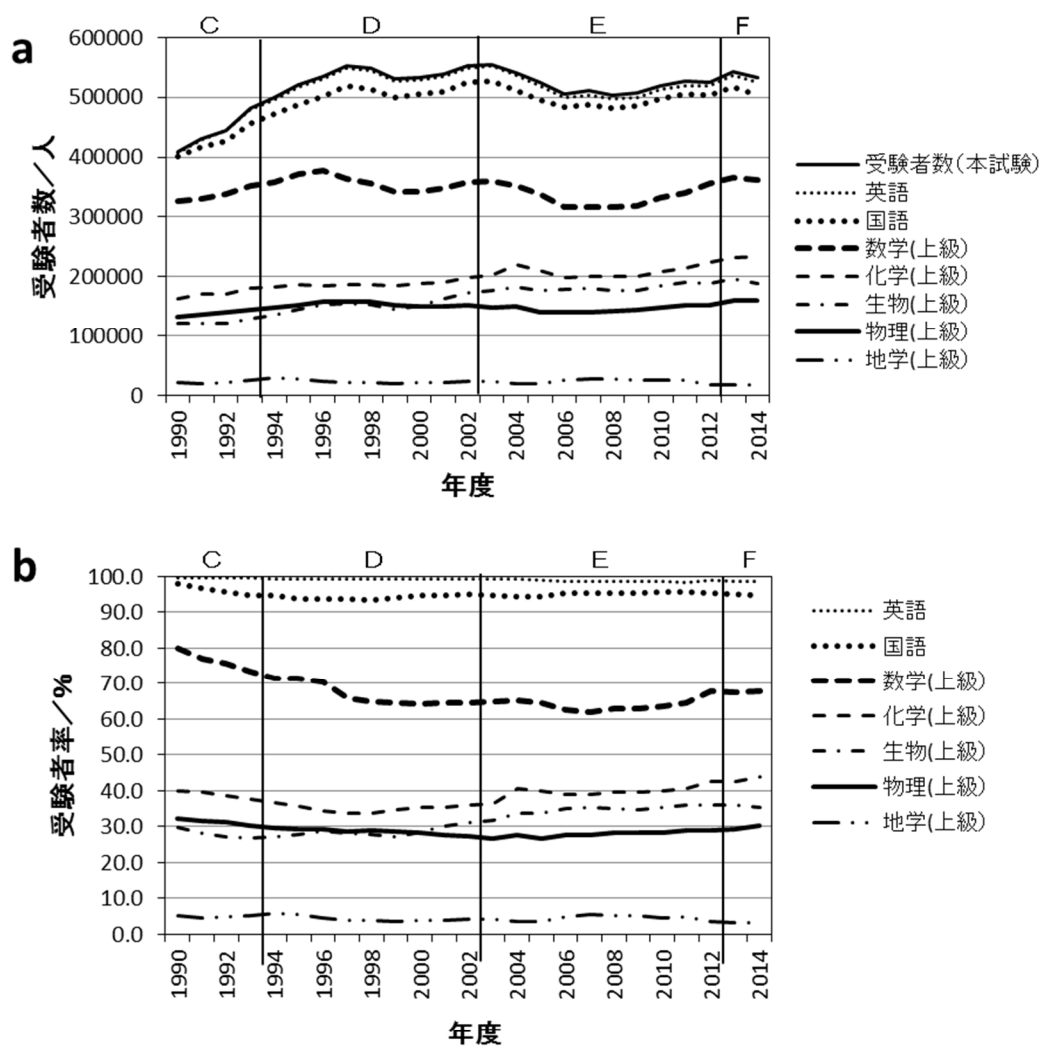 a
C D E F
600000
500000
400000
300000
200000
100000
0
受験者数/人
1990 1992 1994 1996 1998 2000 2002 2004 2006 2008 2010 2012 2014
年度
受験者数(本試験)
英語
国語
数学(上級)
化学(上級)
生物(上級)
物理(上級)
地学(上級)
b
C D E F
100.0
90.0
80.0
70.0
60.0
50.0
40.0
30.0
20.0
10.0
0.0
受験者率/%
1990 1992 1994 1996 1998 2000 2002 2004 2006 2008 2010 2012 2014
年度
英語
国語
数学(上級)
化学(上級)
生物(上級)
物理(上級)
地学(上級)